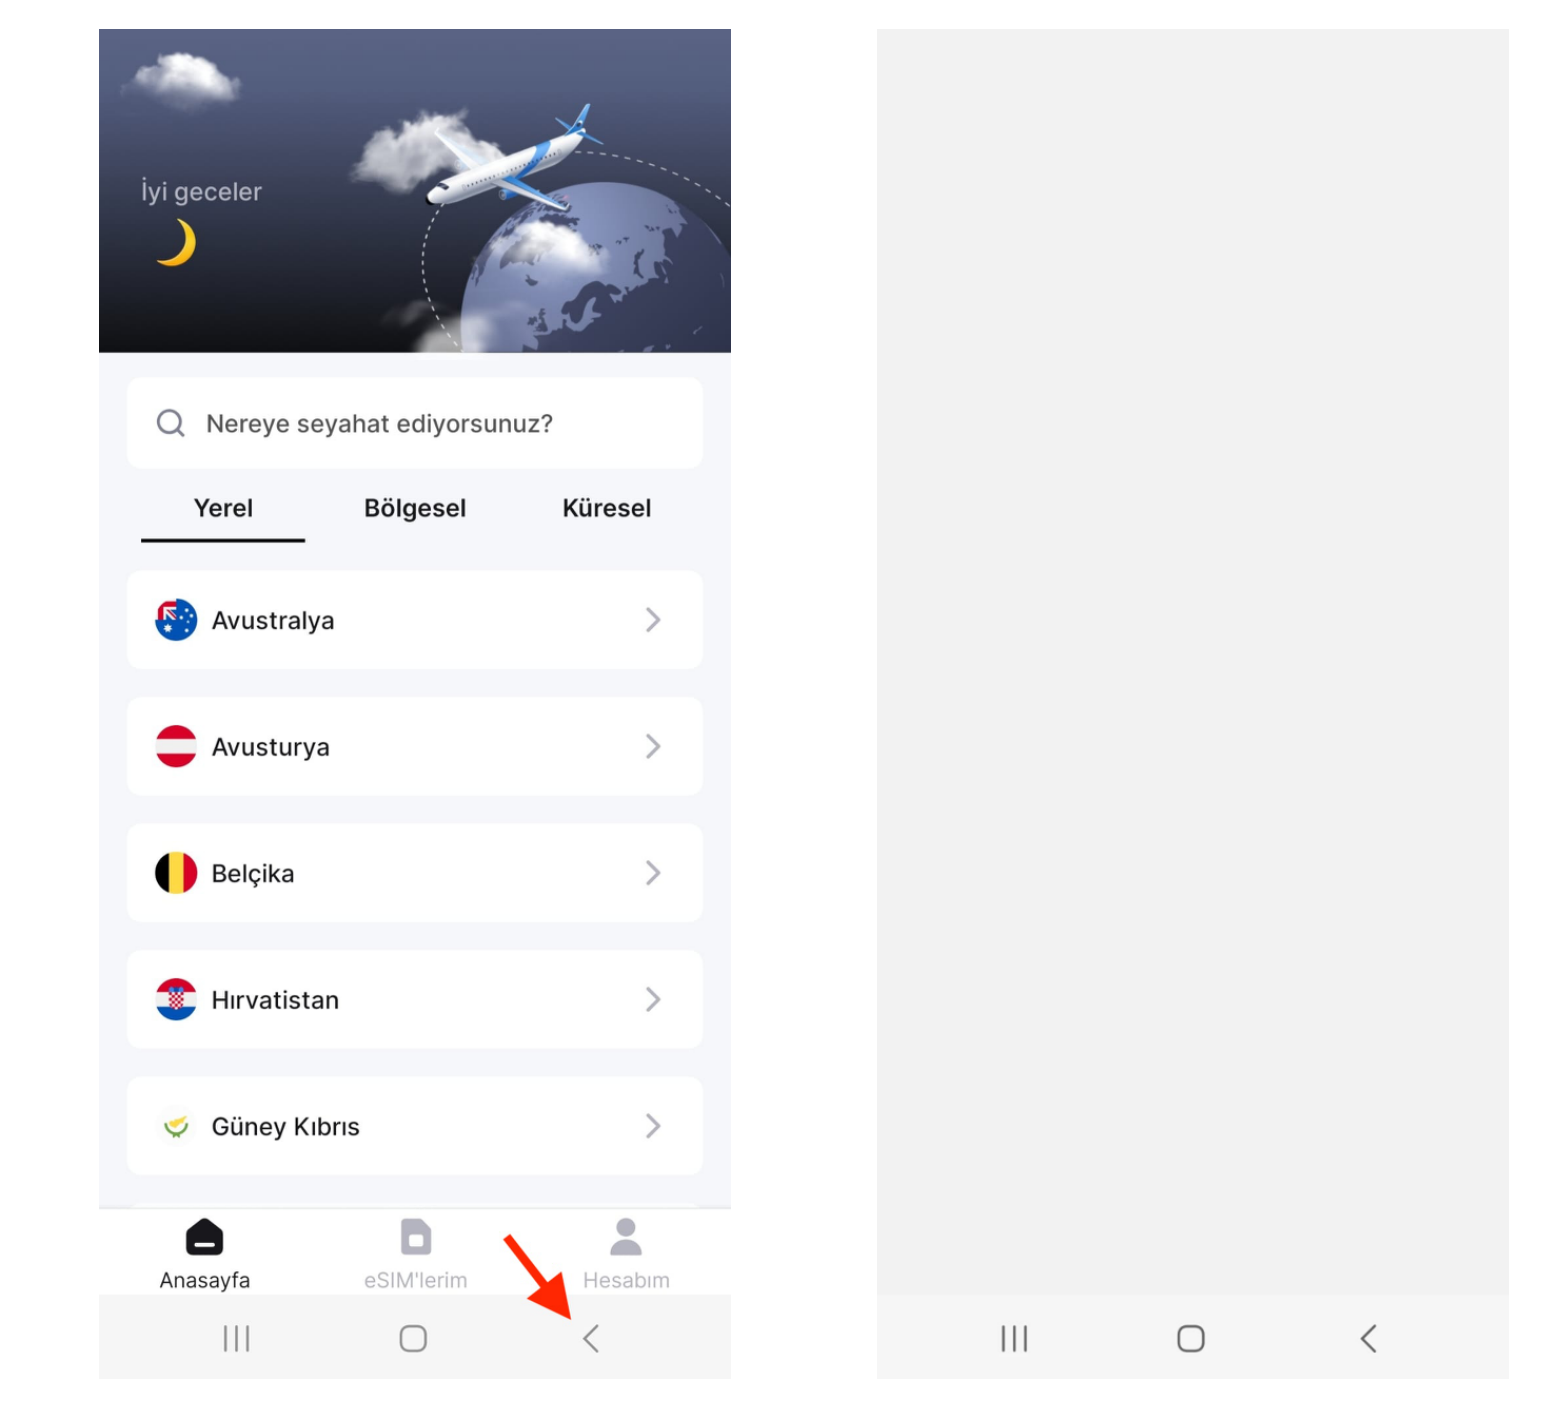 İyi geceler
Nereye seyahat ediyorsunuz?
Yerel Bölgesel Küresel
Avustralya
Avusturya
Belçika
Hırvatistan
Güney Kıbrıs
Anasayfa eSIM'lerim Hesabım